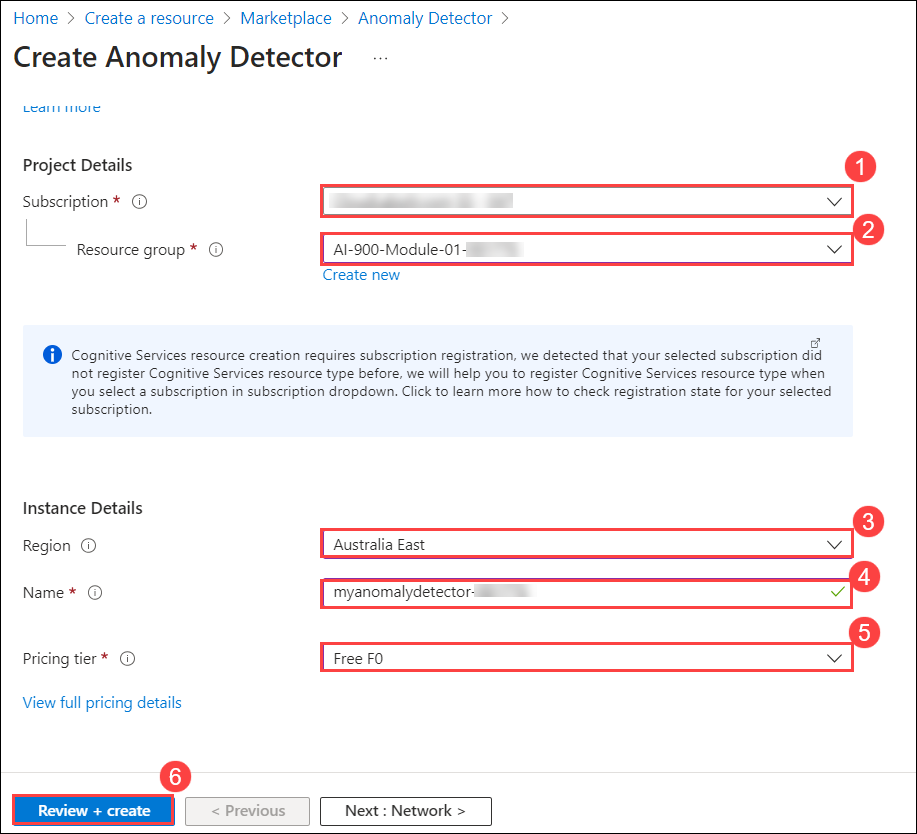 Home > Create a resource > Marketplace > Anomaly Detector >
Create Anomaly Detector ...
Learn more
Project Details
1
Subscription *
2
Resource group * AI-900-Module-01-
Create new
Cognitive Services resource creation requires subscription registration, we detected that your selected subscription did
not register Cognitive Services resource type before, we will help you to register Cognitive Services resource type when
you select a subscription in subscription dropdown. Click to learn more how to check registration state for your selected
subscription.
Instance Details
3
Region Australia East
4
Name * myanomalydetector-
5
Pricing tier * Free F0
View full pricing details
6
Review + create < Previous Next : Network >